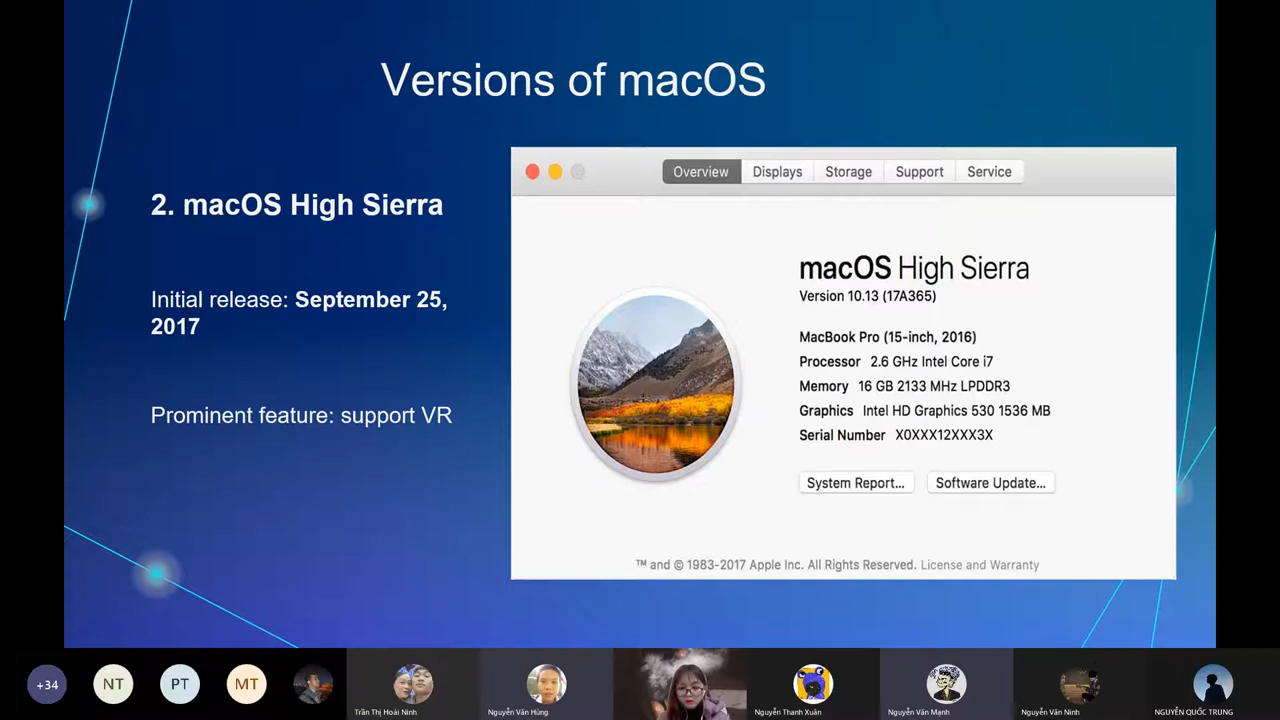 Versions of macOS
2. macOS High Sierra
Initial release: September 25,
2017
Prominent feature: support VR
Overview
Displays
Storage
Support
Service
macOS High Sierra
Version 10.13 (17A365)
MacBook Pro (15-inch, 2016)
Processor 2.6 GHz Intel Core i7
Memory 16 GB 2133 MHz LPDDR3
Graphics Intel HD Graphics 530 1536 MB
Serial Number X0XXX12XXX3X
System Report...
Software Update...
™ and © 1983-2017 Apple Inc. All Rights Reserved. License and Warranty
+34
NT
PT
MT
Trần Thị Hoài Ninh
Nguyễn Văn Hùng
Nguyễn Thanh Xuân
Nguyễn Văn Mạnh
Nguyễn Văn Ninh
NGUYỄN QUỐC TRUNG